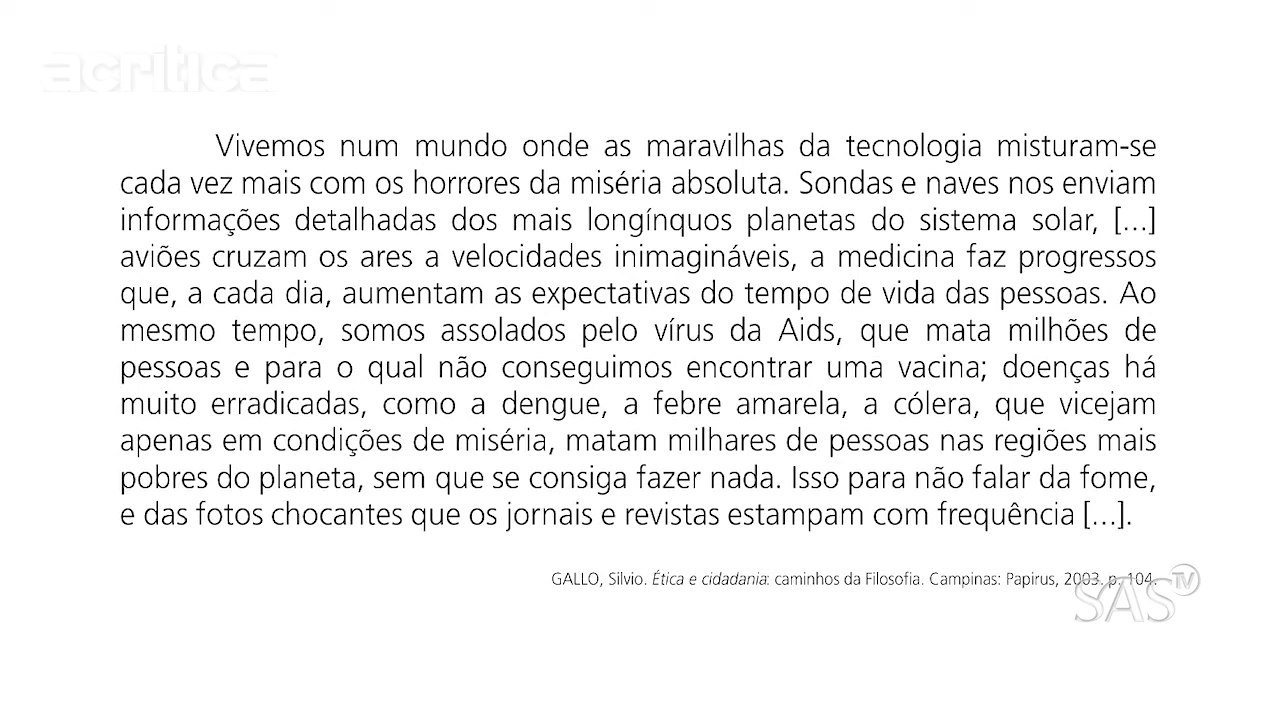 acrítica
Vivemos num mundo onde as maravilhas da tecnologia misturam-se
cada vez mais com os horrores da miséria absoluta. Sondas e naves nos enviam
informações detalhadas dos mais longínquos planetas do sistema solar, [...]
aviões cruzam os ares a velocidades inimagináveis, a medicina faz progressos
que, a cada dia, aumentam as expectativas do tempo de vida das pessoas. Ao
mesmo tempo, somos assolados pelo vírus da Aids, que mata milhões de
pessoas e para o qual não conseguimos encontrar uma vacina; doenças há
muito erradicadas, como a dengue, a febre amarela, a cólera, que vicejam
apenas em condições de miséria, matam milhares de pessoas nas regiões mais
pobres do planeta, sem que se consiga fazer nada. Isso para não falar da fome,
e das fotos chocantes que os jornais e revistas estampam com frequência [...].
GALLO, Silvio. Ética e cidadania: caminhos da Filosofia. Campinas: Papirus, 2003. p. 104.
SAS TV